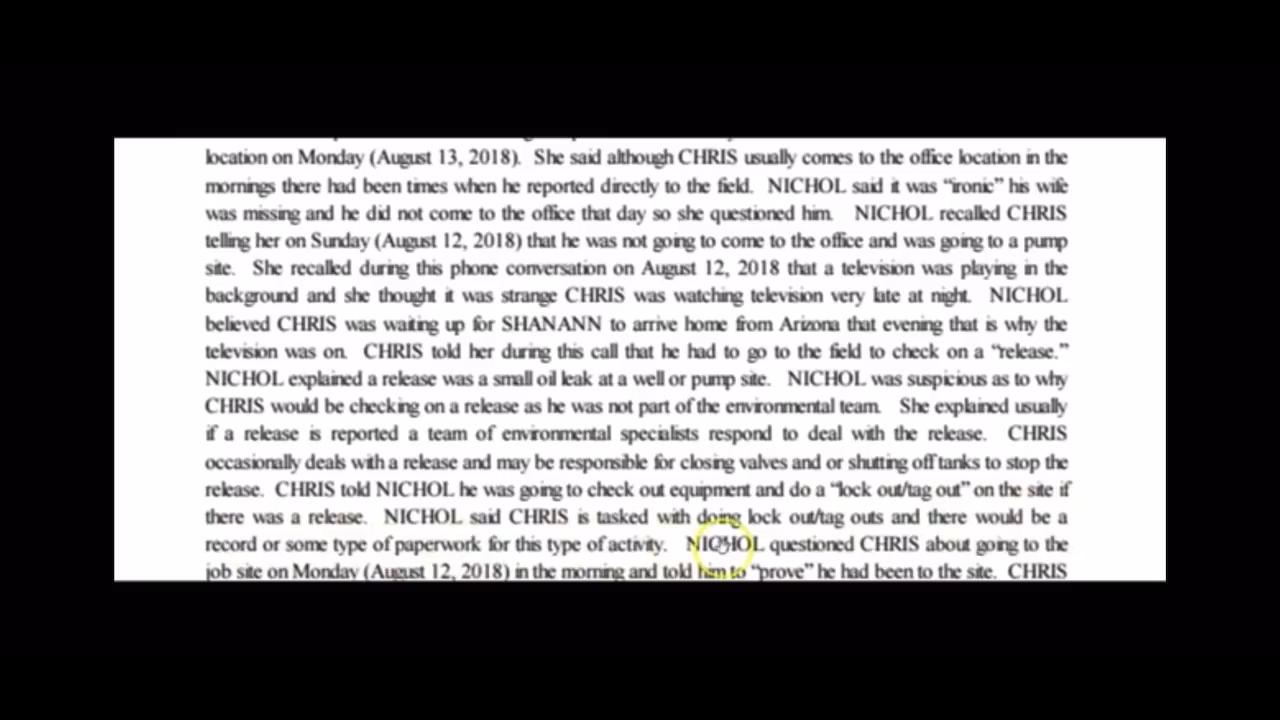 location on Monday (August 13, 2018). She said although CHRIS usually comes to the office location in the
mornings there had been times when he reported directly to the field. NICHOL said it was “ironic” his wife
was missing and he did not come to the office that day so she questioned him. NICHOL recalled CHRIS
telling her on Sunday (August 12, 2018) that he was not going to come to the office and was going to a pump
site. She recalled during this phone conversation on August 12, 2018 that a television was playing in the
background and she thought it was strange CHRIS was watching television very late at night. NICHOL
believed CHRIS was waiting up for SHANANN to arrive home from Arizona that evening that is why the
television was on. CHRIS told her during this call that he had to go to the field to check on a “release.”
NICHOL explained a release was a small oil leak at a well or pump site. NICHOL was suspicious as to why
CHRIS would be checking on a release as he was not part of the environmental team. She explained usually
if a release is reported a team of environmental specialists respond to deal with the release. CHRIS
occasionally deals with a release and may be responsible for closing valves and or shutting off tanks to stop the
release. CHRIS told NICHOL he was going to check out equipment and do a “lock out/tag out” on the site if
there was a release. NICHOL said CHRIS is tasked with doing lock out/tag outs and there would be a
record or some type of paperwork for this type of activity. NICHOL questioned CHRIS about going to the
job site on Monday (August 12, 2018) in the morning and told him to “prove” he had been to the site. CHRIS